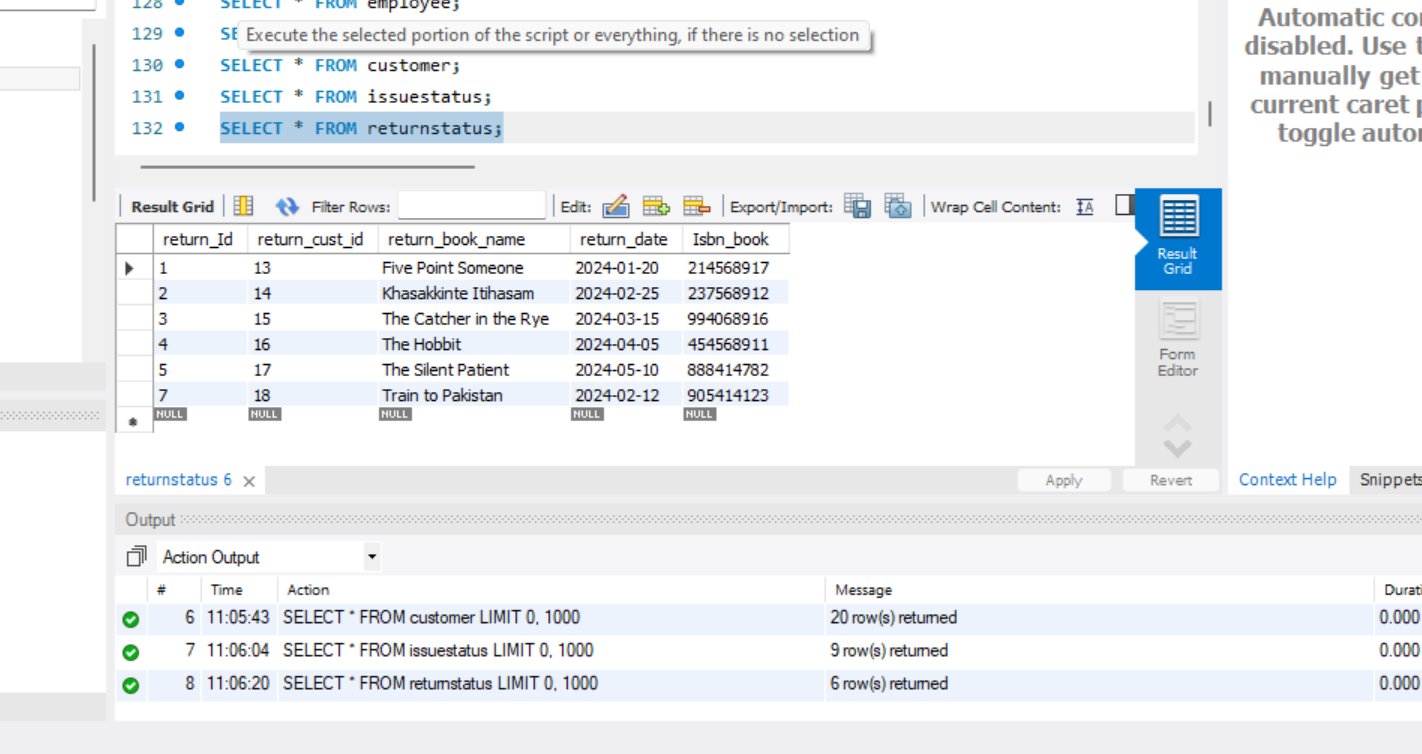 128 SELECT * FROM employee;
129 SE
Execute the selected portion of the script or everything, if there is no selection
130 SELECT * FROM customer;
131 SELECT * FROM issuestatus;
132 SELECT * FROM returnstatus;
Automatic co
disabled. Use t
manually get
current caret p
toggle auto
Result Grid Filter Rows: Edit: Export/Import: Wrap Cell Content: IA
return_Id return_cust_id return_book_name return_date Isbn_book
1 13 Five Point Someone 2024-01-20 214568917
2 14 Khasakkinte Itihasam 2024-02-25 237568912
3 15 The Catcher in the Rye 2024-03-15 994068916
4 16 The Hobbit 2024-04-05 454568911
5 17 The Silent Patient 2024-05-10 888414782
7 18 Train to Pakistan 2024-02-12 905414123
NULL NULL NULL NULL NULL
Result
Grid
Form
Editor
returnstatus 6 Apply Revert Context Help Snippets
Output
Action Output
# Time Action Message Durati
6 11:05:43 SELECT * FROM customer LIMIT 0, 1000 20 row(s) returned 0.000
7 11:06:04 SELECT * FROM issuestatus LIMIT 0, 1000 9 row(s) returned 0.000
8 11:06:20 SELECT * FROM returnstatus LIMIT 0, 1000 6 row(s) returned 0.000